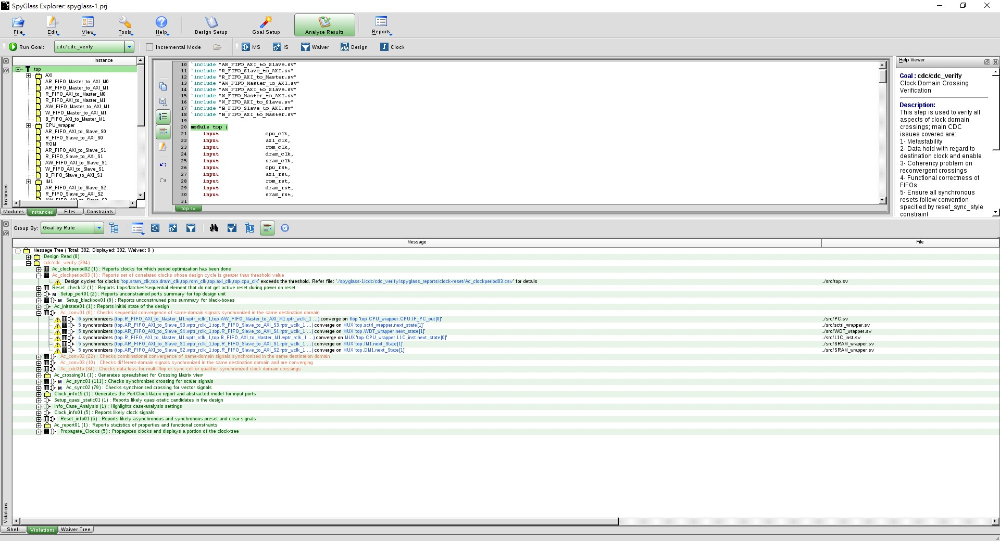 SpyGlass Explorer: spyglass-1.prj
File Edit View Tools Help Design Setup Goal Setup Analyze Results Reports
Run Goal: cdc/cdc_verify Incremental Mode MS IS Waiver Design Clock
Instance
top
AXI
AR_FIFO_Master_to_AXI_M0
AR_FIFO_Master_to_AXI_M1
R_FIFO_AXI_to_Master_M0
R_FIFO_AXI_to_Master_M1
AW_FIFO_Master_to_AXI_M1
W_FIFO_Master_to_AXI_M1
B_FIFO_AXI_to_Master_M1
CPU_wrapper
AR_FIFO_AXI_to_Slave_S0
R_FIFO_Slave_to_AXI_S0
ROM
AR_FIFO_AXI_to_Slave_S1
R_FIFO_Slave_to_AXI_S1
AW_FIFO_AXI_to_Slave_S1
W_FIFO_AXI_to_Slave_S1
B_FIFO_Slave_to_AXI_S1
IM1
AR_FIFO_AXI_to_Slave_S2
R_FIFO_Slave_to_AXI_S2
Instances
Modules Instances Files Constraints
10 `include "AR_FIFO_AXI_to_Slave.sv"
11 `include "R_FIFO_Slave_to_AXI.sv"
12 `include "R_FIFO_AXI_to_Master.sv"
13 `include "AW_FIFO_Master_to_AXI.sv"
14 `include "AW_FIFO_AXI_to_Slave.sv"
15 `include "W_FIFO_Master_to_AXI.sv"
16 `include "W_FIFO_AXI_to_Slave.sv"
17 `include "B_FIFO_Slave_to_AXI.sv"
18 `include "B_FIFO_AXI_to_Master.sv"
19
20 module top (
21 input cpu_clk,
22 input axi_clk,
23 input rom_clk,
24 input dram_clk,
25 input sram_clk,
26 input cpu_rst,
27 input axi_rst,
28 input rom_rst,
29 input dram_rst,
30 input sram_rst,
31
top.sv
Help Viewer
Goal : cdc/cdc_verify
Clock Domain Crossing
Verification
Description:
This step is used to verify all
aspects of clock domain
crossings; main CDC
issues covered are:
1- Metastability
2- Data hold with regard to
destination clock and enable
3- Coherency problem on
reconvergent crossings
4- Functional correctness of
FIFOs
5- Ensure all synchronous
resets follow convention
specified by reset_sync_style
constraint
Group By: Goal by Rule
Message File
Message Tree ( Total: 302, Displayed: 302, Waived: 0 )
Design Read (8)
cdc/cdc_verify (294)
Ac_clockperiod02 (1) : Reports clocks for which period optimization has been done
Ac_clockperiod03 (1) : Reports set of correlated clocks whose design cycle is greater than threshold value
Design cycles for clocks 'top.sram_clk,top.dram_clk,top.rom_clk,top.axi_clk,top.cpu_clk' exceeds the threshold. Refer file: './spyglass-1/cdc/cdc_verify/spyglass_reports/clock-reset/Ac_clockperiod03.csv' for details ../src/top.sv
Reset_check12 (1) : Reports flops/latches/sequential element that do not get active reset during power on reset
M Setup_port01 (2) : Reports unconstrained ports summary for top design unit
M Setup_blackbox01 (6) : Reports unconstrained pins summary for black-boxes
Ac_initstate01 (1) : Reports initial state of the design
Ac_conv01 (6) : Checks sequential convergence of same-domain signals synchronized in the same destination domain
6 synchronizers (top.R_FIFO_AXI_to_Master_M1.wptr_rclk_1,top.AW_FIFO_Master_to_AXI_M1.rptr_wclk_1 ...) converge on flop 'top.CPU_wrapper.CPU.IF_PC_out[0]' ../src/PC.sv
5 synchronizers (top.AR_FIFO_AXI_to_Slave_S3.wptr_rclk_1,top.R_FIFO_Slave_to_AXI_S3.rptr_wclk_1 ...) converge on MUX 'top.sctrl_wrapper.next_state[1]' ../src/sctrl_wrapper.sv
5 synchronizers (top.AR_FIFO_AXI_to_Slave_S4.wptr_rclk_1,top.R_FIFO_Slave_to_AXI_S4.rptr_wclk_1 ...) converge on MUX 'top.WDT_wrapper.next_state[1]' ../src/WDT_wrapper.sv
4 synchronizers (top.R_FIFO_AXI_to_Master_M1.wptr_rclk_1,top.B_FIFO_AXI_to_Master_M1.wptr_rclk_1 ...) converge on MUX 'top.CPU_wrapper.L1C_inst.next_state[0]' ../src/L1C_inst.sv
5 synchronizers (top.AR_FIFO_AXI_to_Slave_S1.wptr_rclk_1,top.R_FIFO_Slave_to_AXI_S1.rptr_wclk_1 ...) converge on MUX 'top.IM1.next_State[1]' ../src/SRAM_wrapper.sv
5 synchronizers (top.AR_FIFO_AXI_to_Slave_S2.wptr_rclk_1,top.R_FIFO_Slave_to_AXI_S2.rptr_wclk_1 ...) converge on MUX 'top.DM1.next_State[1]' ../src/SRAM_wrapper.sv
Ac_conv02 (22) : Checks combinational convergence of same-domain signals synchronized in the same destination domain
Ac_conv03 (10) : Checks different-domain signals synchronized in the same destination domain and are converging
Ac_cdc01a (34) : Checks data loss for multi-flop or sync cell or qualifier synchronized clock domain crossings
Ac_crossing01 (1) : Generates spreadsheet for Crossing Matrix view
M Ac_sync01 (111) : Checks synchronized crossing for scalar signals
M Ac_sync02 (79) : Checks synchronized crossing for vector signals
Clock_info15 (1) : Generates the PortClockMatrix report and abstracted model for input ports
Setup_quasi_static01 (1) : Reports likely quasi-static candidates in the design
Info_Case_Analysis (1) : Highlights case-analysis settings
Clock_info01 (5) : Reports likely clock signals
Reset_info01 (5) : Reports likely asynchronous and synchronous preset and clear signals
Ac_report01 (1) : Reports statistics of properties and functional constraints
Propagate_Clocks (5) : Propagates clocks and displays a portion of the clock-tree
Violations
Shell Violations Waiver Tree